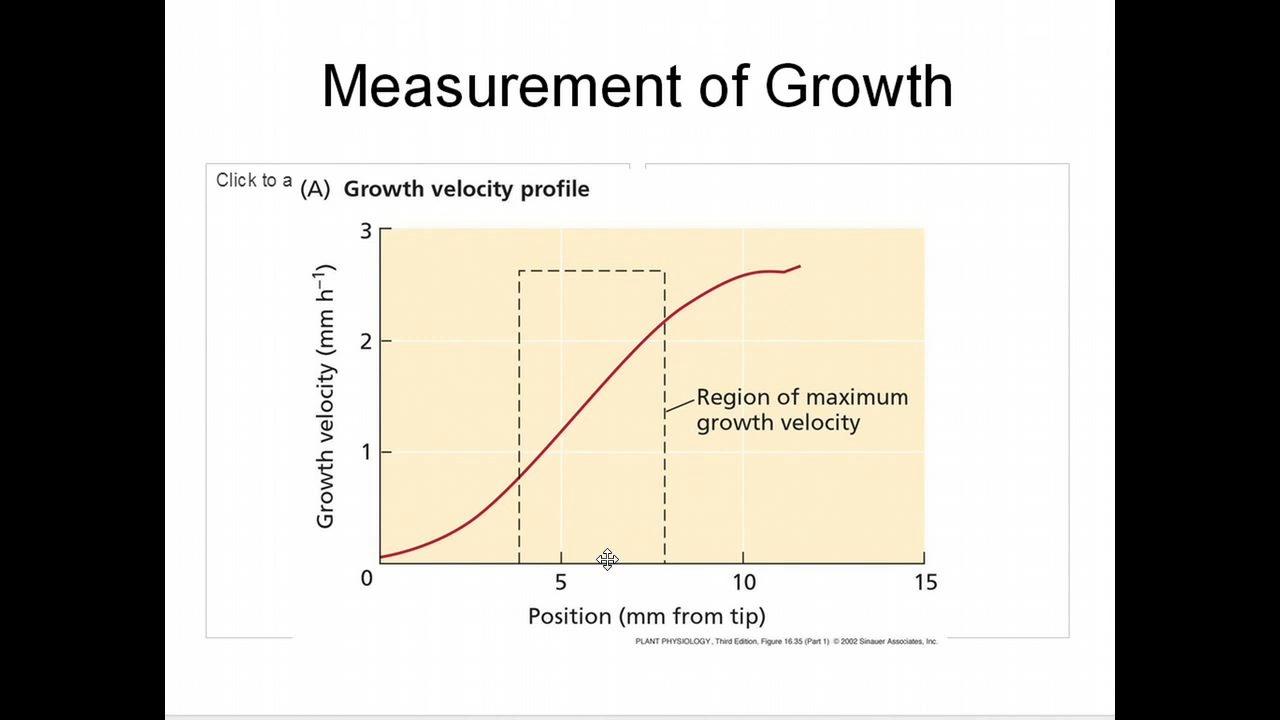 Measurement of Growth
Click to a
(A) Growth velocity profile
3
2
1
0
5
10
15
Growth velocity (mm h⁻¹)
Region of maximum
growth velocity
Position (mm from tip)
PLANT PHYSIOLOGY, Third Edition, Figure 16.35 (Part 1) © 2002 Sinauer Associates, Inc.